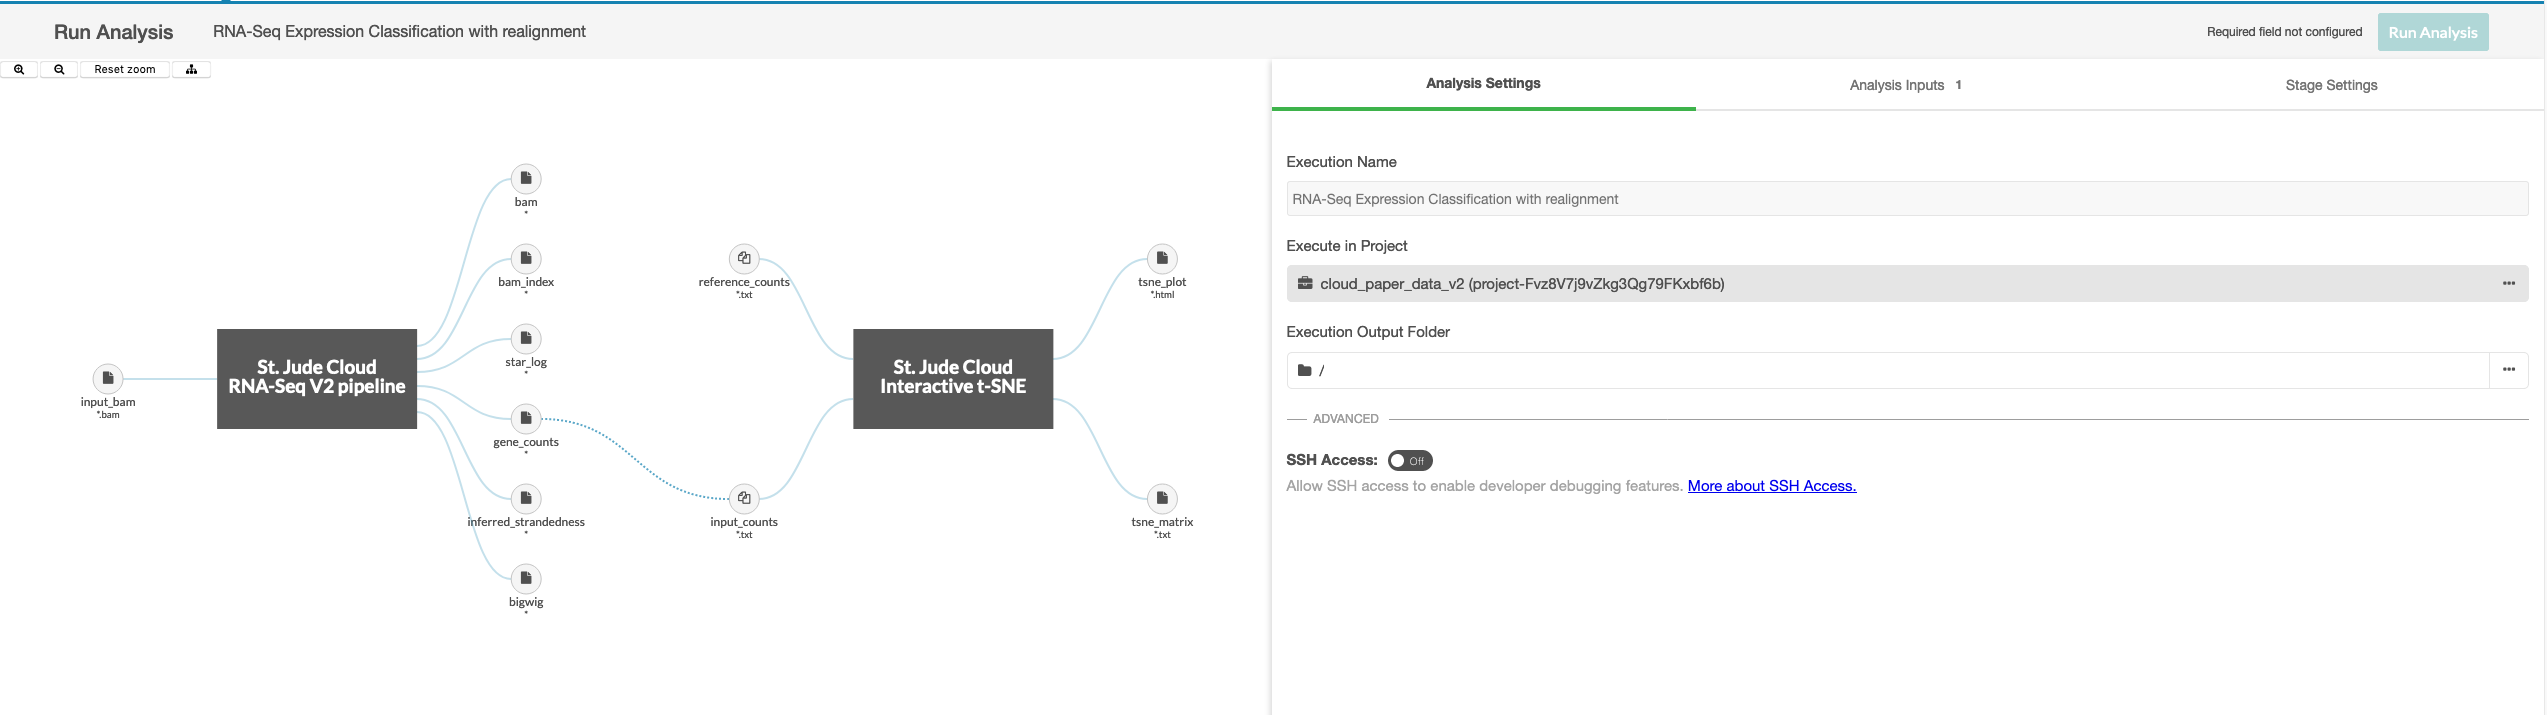 Run Analysis
RNA-Seq Expression Classification with realignment
Required field not configured
Run Analysis
Reset zoom
Analysis Settings
Analysis Inputs 1
Stage Settings
input_bam
*.bam
St. Jude Cloud
RNA-Seq V2 pipeline
bam
*
bam_index
*
star_log
*
gene_counts
*
inferred_strandedness
*
bigwig
*
reference_counts
*.txt
input_counts
*.txt
St. Jude Cloud
Interactive t-SNE
tsne_plot
*.html
tsne_matrix
*.txt
Execution Name
RNA-Seq Expression Classification with realignment
Execute in Project
cloud_paper_data_v2 (project-Fvz8V7j9vZkg3Qg79FKxbf6b)
Execution Output Folder
/
ADVANCED
SSH Access: Off
Allow SSH access to enable developer debugging features. More about SSH Access.